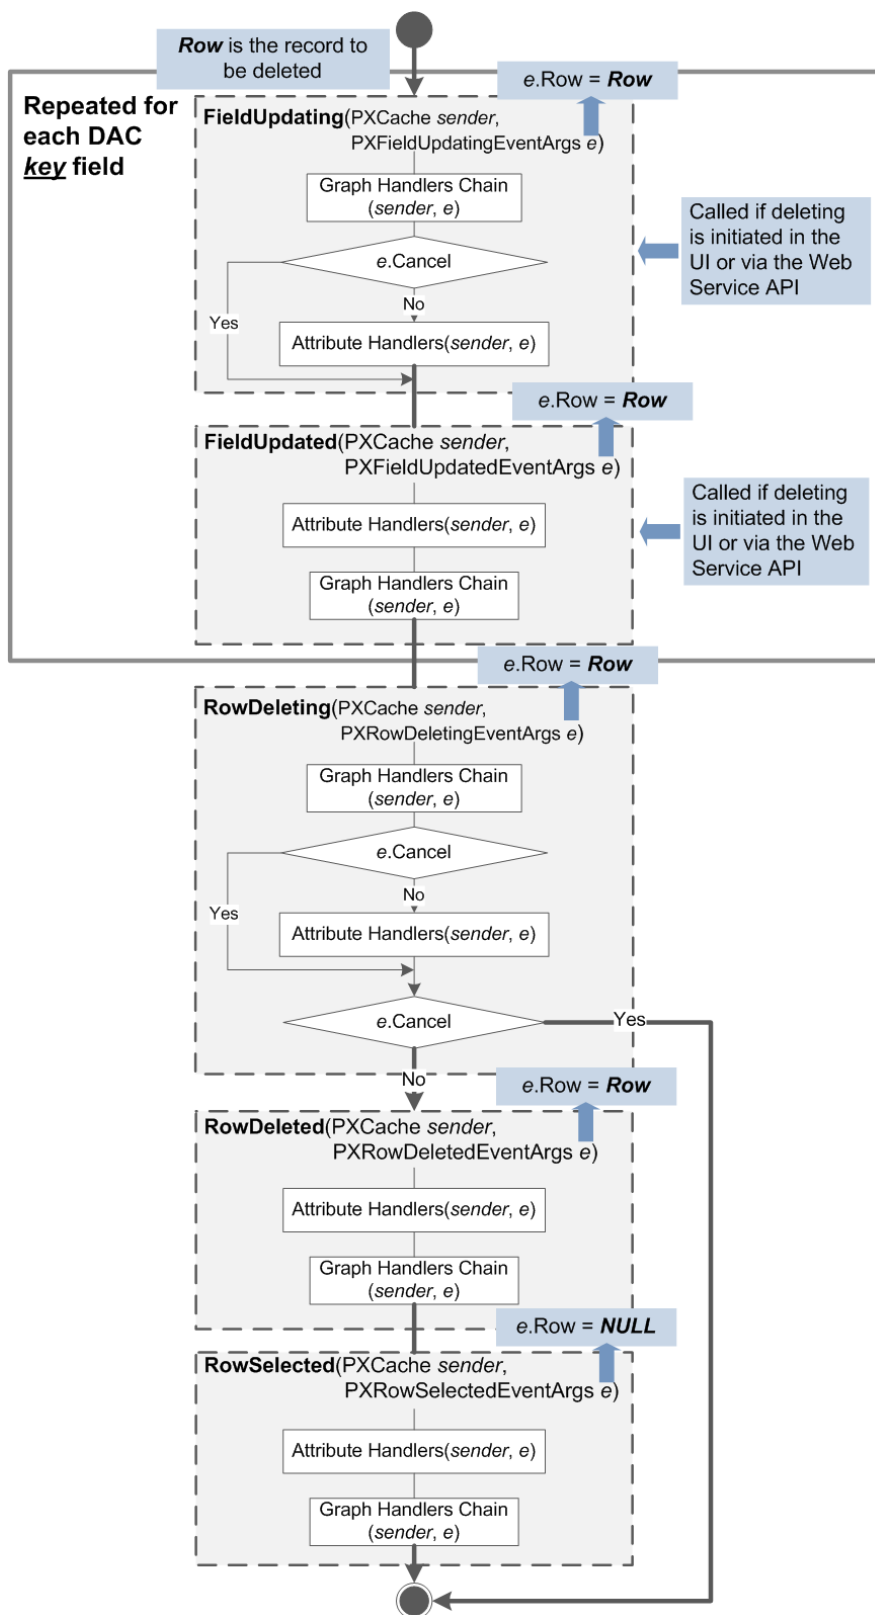 Row is the record to
be deleted
e.Row = Row
Repeated for
each DAC
key field
FieldUpdating(PXCache sender,
PXFieldUpdatingEventArgs e)
Graph Handlers Chain
(sender, e)
Called if deleting
is initiated in the
UI or via the Web
Service API
e.Cancel
No
Yes
Attribute Handlers(sender, e)
e.Row = Row
FieldUpdated(PXCache sender,
PXFieldUpdatedEventArgs e)
Attribute Handlers(sender, e)
Called if deleting
is initiated in the
UI or via the Web
Service API
Graph Handlers Chain
(sender, e)
e.Row = Row
RowDeleting(PXCache sender,
PXRowDeletingEventArgs e)
Graph Handlers Chain
(sender, e)
e.Cancel
No
Yes
Attribute Handlers(sender, e)
e.Cancel
Yes
No
e.Row = Row
RowDeleted(PXCache sender,
PXRowDeletedEventArgs e)
Attribute Handlers(sender, e)
Graph Handlers Chain
(sender, e)
e.Row = NULL
RowSelected(PXCache sender,
PXRowSelectedEventArgs e)
Attribute Handlers(sender, e)
Graph Handlers Chain
(sender, e)